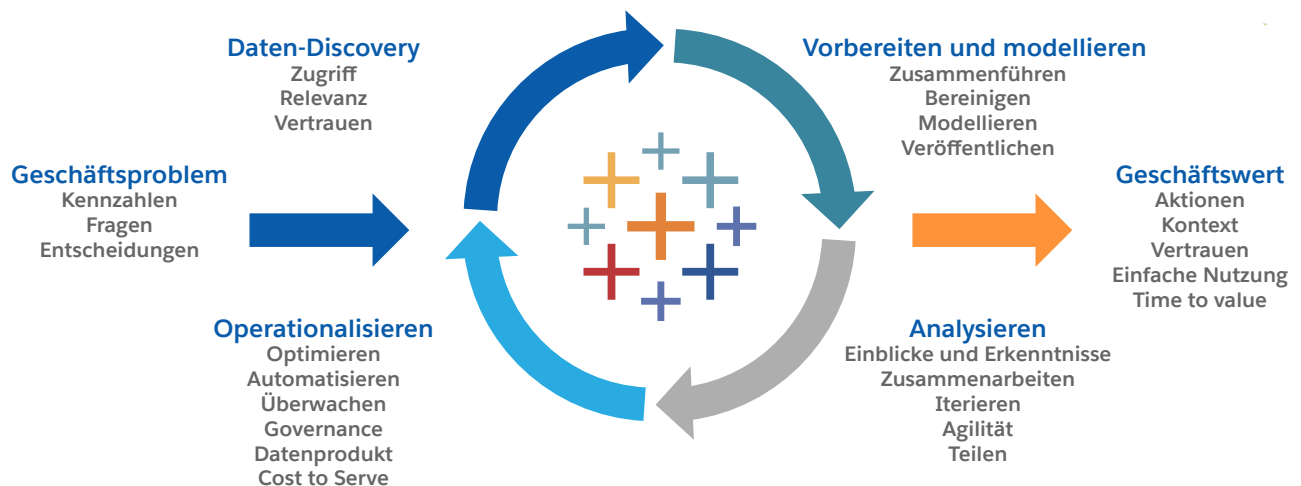 Daten-Discovery
Zugriff
Relevanz
Vertrauen
Vorbereiten und modellieren
Zusammenführen
Bereinigen
Modellieren
Veröffentlichen
Geschäftsproblem
Kennzahlen
Fragen
Entscheidungen
Geschäftswert
Aktionen
Kontext
Vertrauen
Einfache Nutzung
Time to value
Operationalisieren
Optimieren
Automatisieren
Überwachen
Governance
Datenprodukt
Cost to Serve
Analysieren
Einblicke und Erkenntnisse
Zusammenarbeiten
Iterieren
Agilität
Teilen